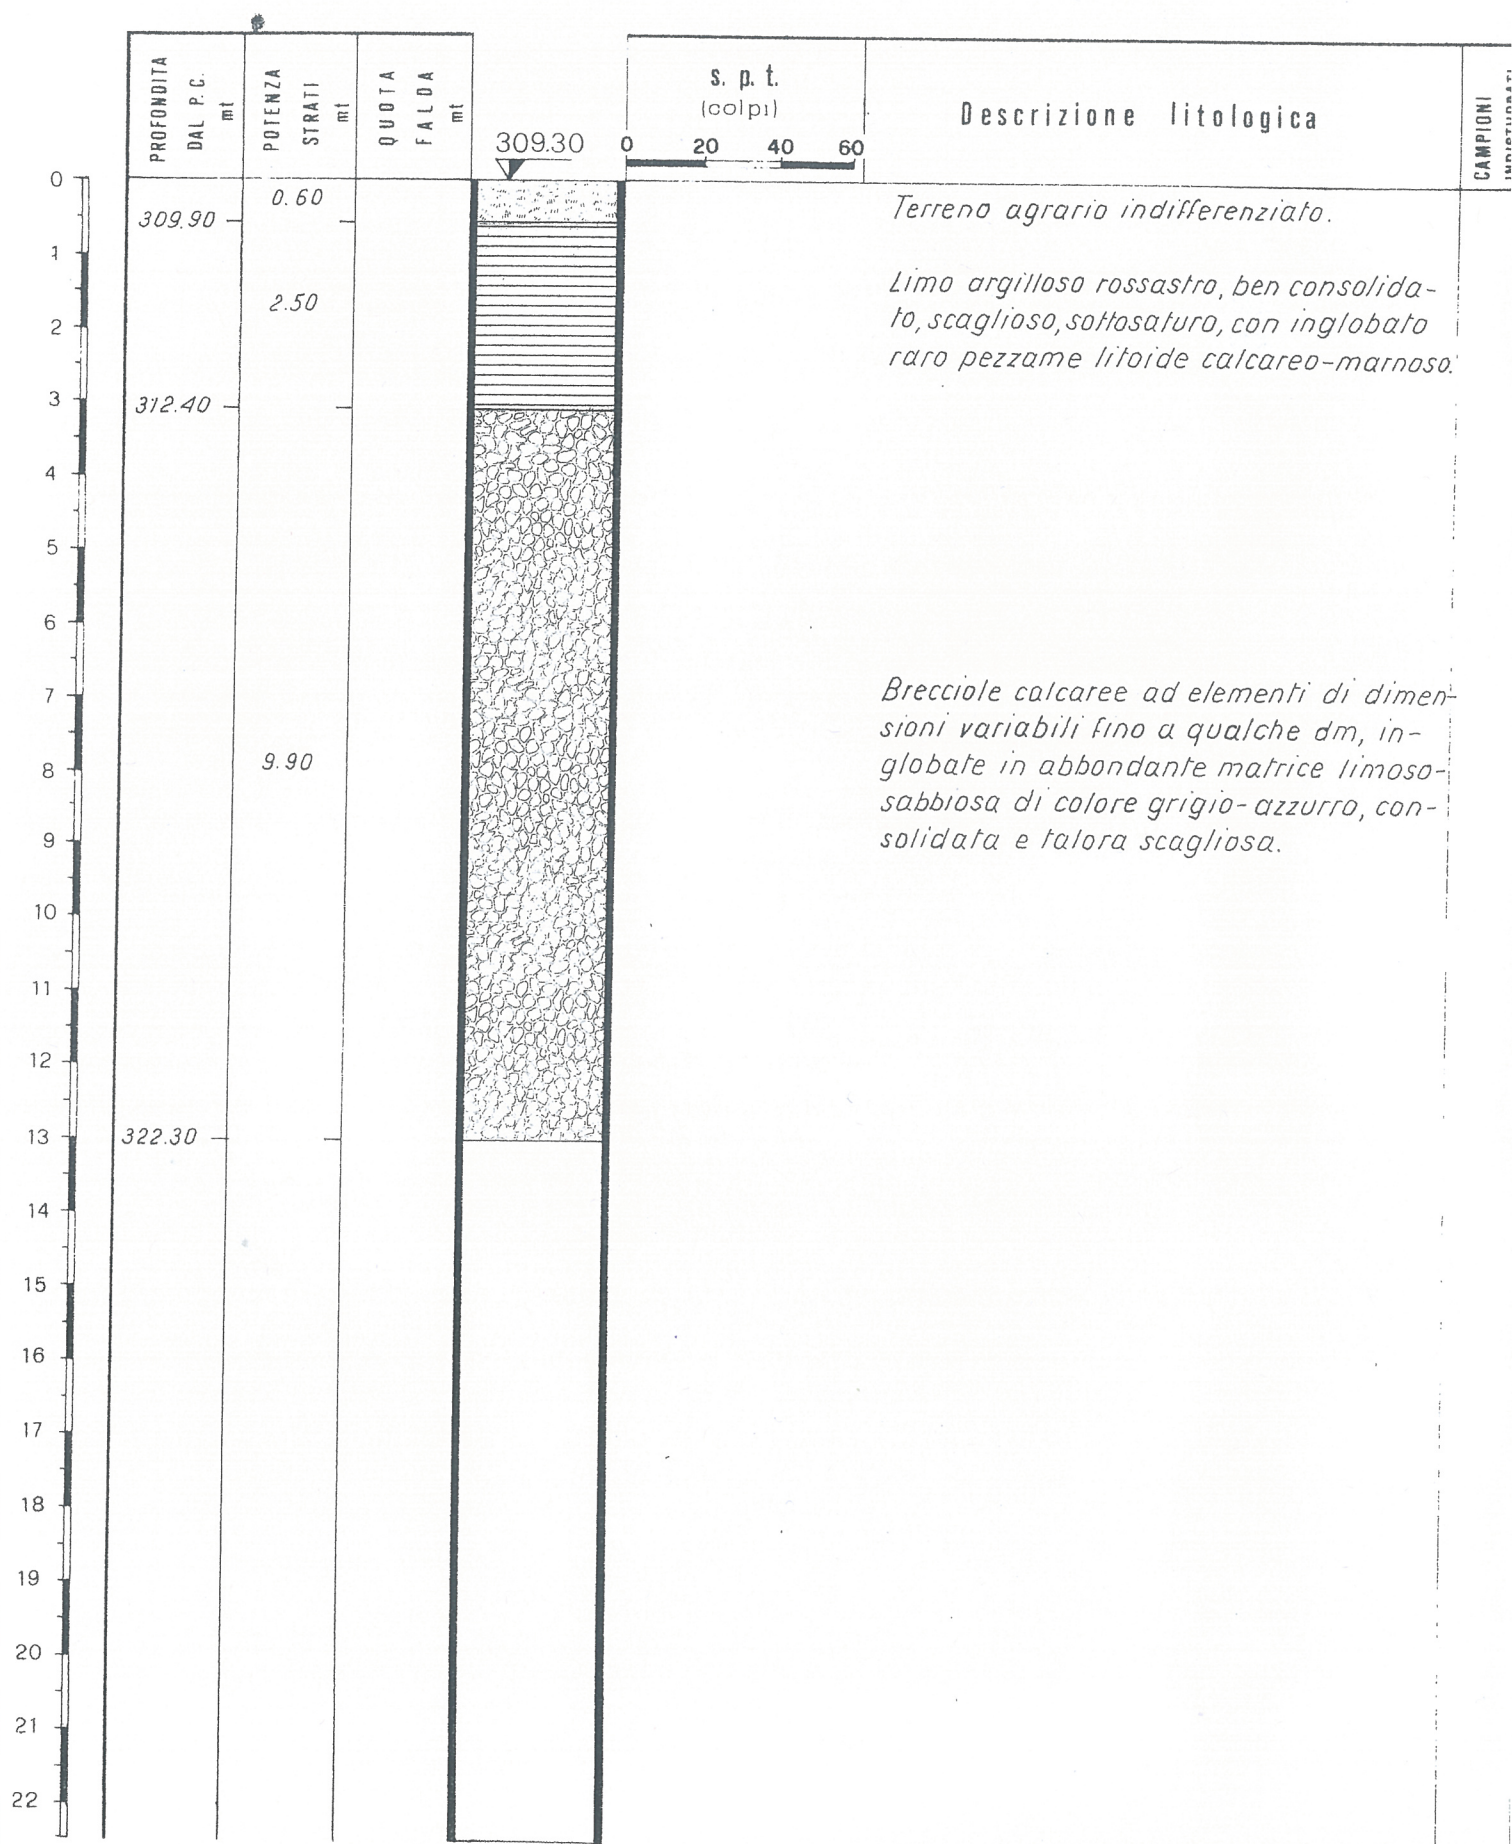 PROFONDITA
DAL P.C.
mt
POTENZA
STRATI
mt
QUOTA
FALDA
mt
309.30
s. p. t.
(colpi)
0 20 40 60
Descrizione litologica
CAMPIONI
0
309.90
0.60
Terreno agrario indifferenziato.
1
2.50
Limo argilloso rossastro, ben consolida-
to, scaglioso, sottosaturo, con inglobato
raro pezzame litoide calcareo-marnoso.
2
3
312.40
4
5
6
7
Brecciole calcaree ad elementi di dimen-
sioni variabili fino a qualche dm, in-
globate in abbondante matrice limoso-
sabbiosa di colore grigio-azzurro, con-
solidata e talora scagliosa.
9.90
8
9
10
11
12
13
322.30
14
15
16
17
18
19
20
21
22